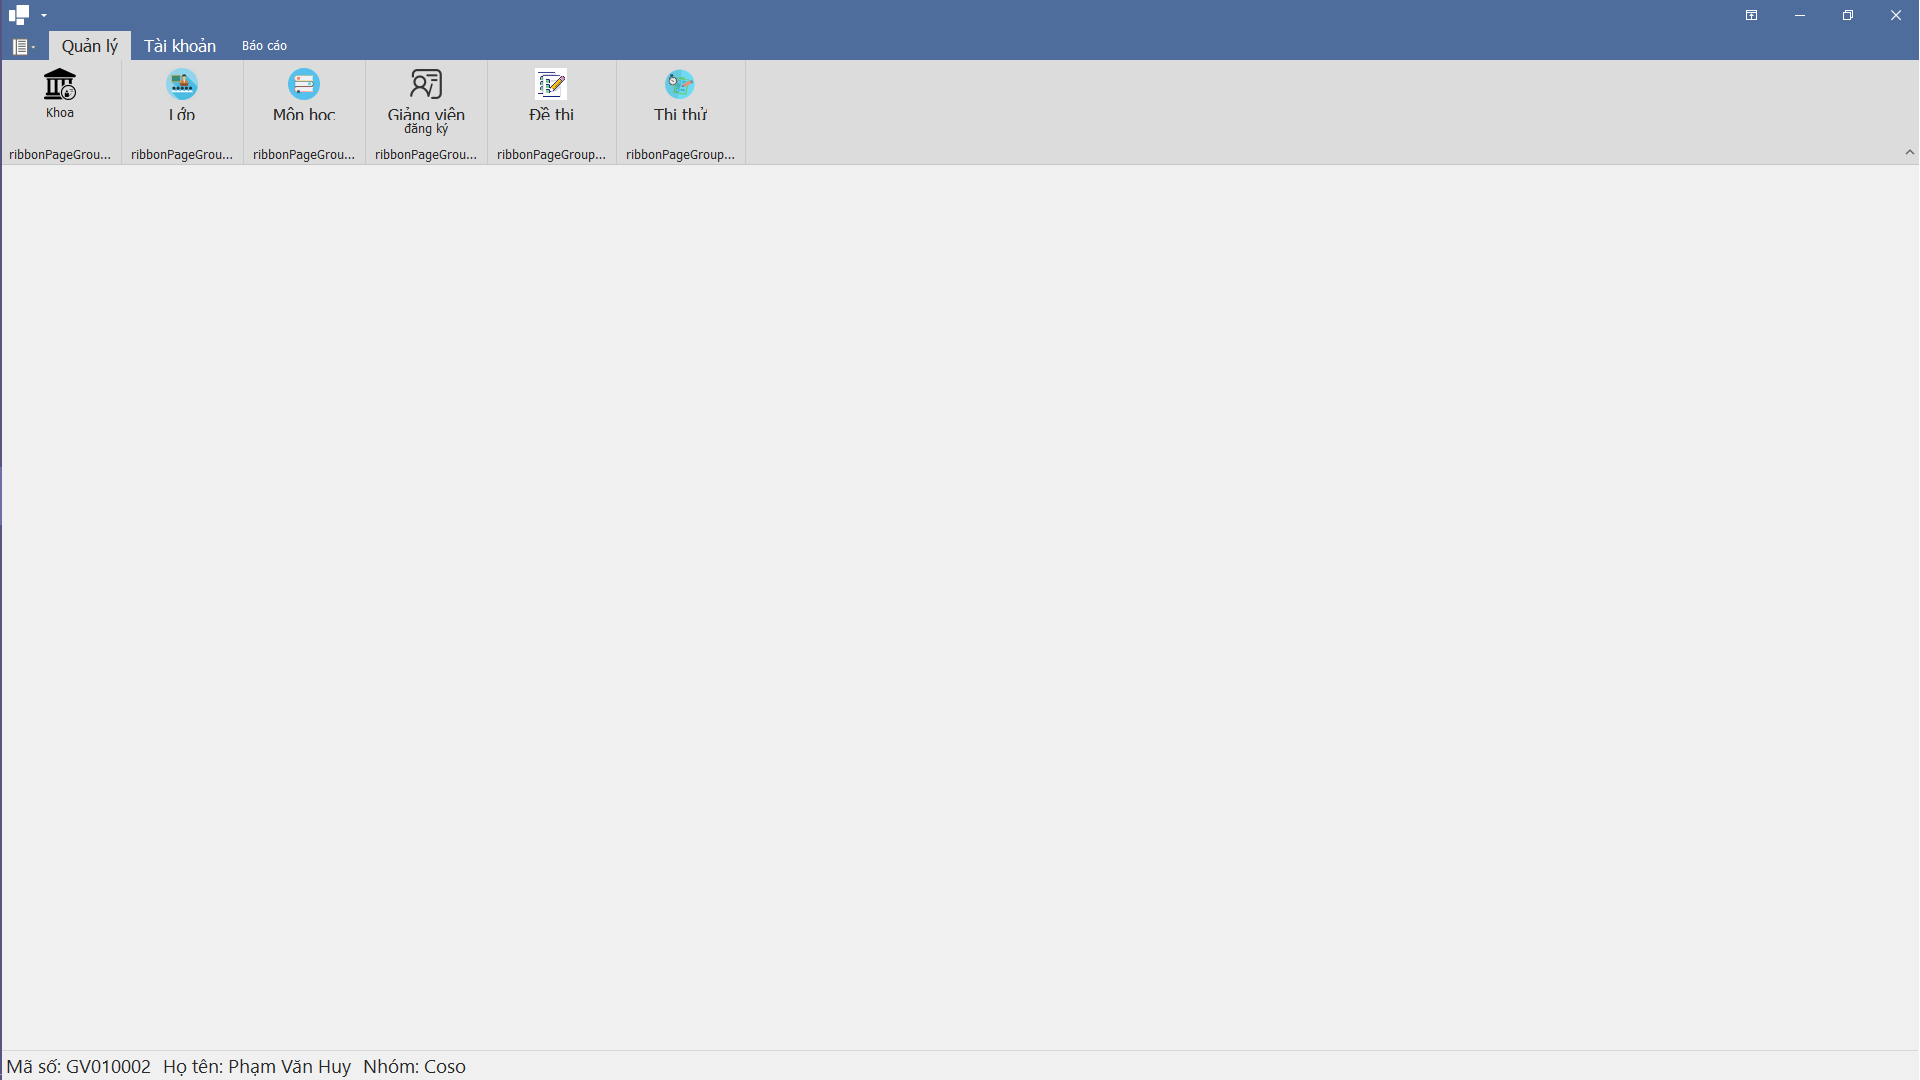 Quản lý Tài khoản Báo cáo
Khoa Lớp Môn học Giảng viên Đề thi Thi thử
đăng ký
ribbonPageGrou... ribbonPageGrou... ribbonPageGrou... ribbonPageGrou... ribbonPageGroup... ribbonPageGroup...
Mã số: GV010002 Họ tên: Phạm Văn Huy Nhóm: Coso